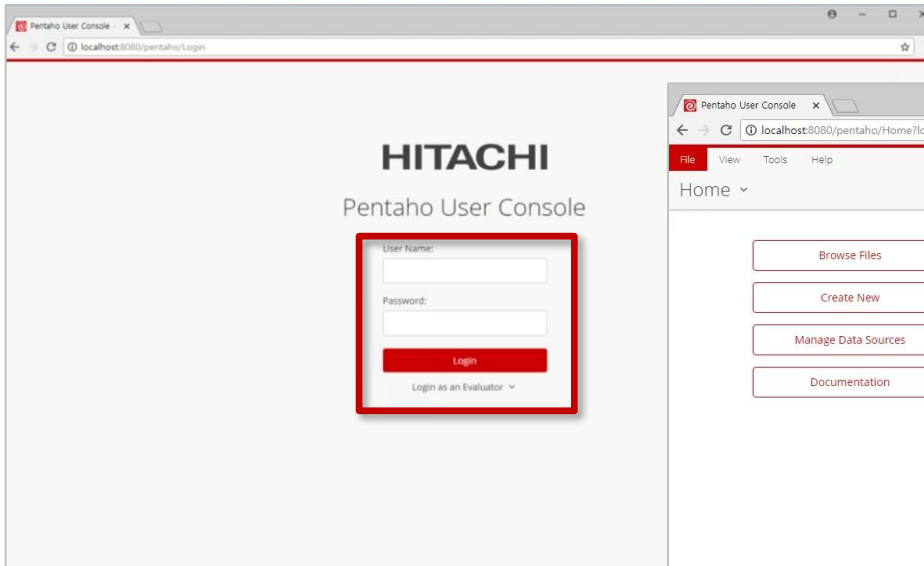 Pentaho User Console
localhost:8080/pentaho/Login
HITACHI
Pentaho User Console
User Name:
Password:
Login
Login as an Evaluator
Pentaho User Console
localhost:8080/pentaho/Home?lo
File View Tools Help
Home
Browse Files
Create New
Manage Data Sources
Documentation